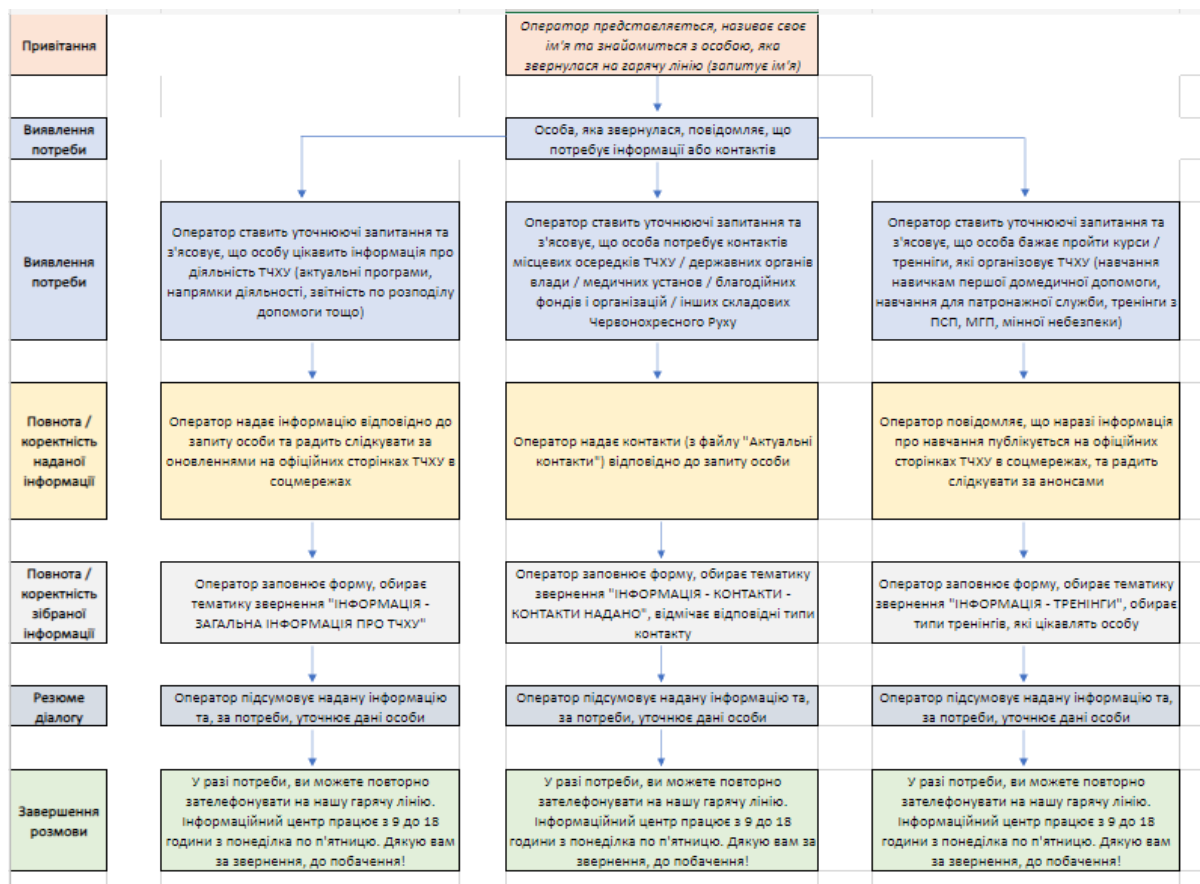 Привітання
Оператор представляється, називає своє
ім'я та знайомиться з особою, яка
звернулася на гарячу лінію (запитує ім'я)
Виявлення
потреби
Особа, яка звернулася, повідомляє, що
потребує інформації або контактів
Виявлення
потреби
Оператор ставить уточнюючі запитання та
з'ясовує, що особу цікавить інформація про
діяльність ТЧХУ (актуальні програми,
напрямки діяльності, звітність по розподілу
допомоги тощо)
Оператор ставить уточнюючі запитання та
з'ясовує, що особа потребує контактів
місцевих осередків ТЧХУ / державних органів
влади / медичних установ / благодійних
фондів і організацій / інших складових
Червонохресного Руху
Оператор ставить уточнюючі запитання та
з'ясовує, що особа бажає пройти курси /
тренніги, які організовує ТЧХУ (навчання
навичкам першої домедичної допомоги,
навчання для патронажної служби, тренінги з
ПСП, МГП, мінної небезпеки)
Повнота /
коректність
наданої
інформації
Оператор надає інформацію відповідно до
запиту особи та радить слідкувати за
оновленнями на офіційних сторінках ТЧХУ в
соцмережах
Оператор надає контакти (з файлу "Актуальні
контакти") відповідно до запиту особи
Оператор повідомляє, що наразі інформація
про навчання публікується на офіційних
сторінках ТЧХУ в соцмережах, та радить
слідкувати за анонсами
Повнота /
коректність
зібраної
інформації
Оператор заповнює форму, обирає
тематику звернення "ІНФОРМАЦІЯ -
ЗАГАЛЬНА ІНФОРМАЦІЯ ПРО ТЧХУ"
Оператор заповнює форму, обирає тематику
звернення "ІНФОРМАЦІЯ - КОНТАКТИ
- КОНТАКТИ НАДАНО", відмічає відповідні типи
контакту
Оператор заповнює форму, обирає тематику
звернення "ІНФОРМАЦІЯ - ТРЕНІНГИ", обирає
типи тренінгів, які цікавлять особу
Резюме
діалогу
Оператор підсумовує надану інформацію
та, за потреби, уточнює дані особи
Оператор підсумовує надану інформацію та,
за потреби, уточнює дані особи
Оператор підсумовує надану інформацію та,
за потреби, уточнює дані особи
Завершення
розмови
У разі потреби, ви можете повторно
зателефонувати на нашу гарячу лінію.
Інформаційний центр працює з 9 до 18
години з понеділка по п'ятницю. Дякую вам
за звернення, до побачення!
У разі потреби, ви можете повторно
зателефонувати на нашу гарячу лінію.
Інформаційний центр працює з 9 до 18
години з понеділка по п'ятницю. Дякую вам за
звернення, до побачення!
У разі потреби, ви можете повторно
зателефонувати на нашу гарячу лінію.
Інформаційний центр працює з 9 до 18
години з понеділка по п'ятницю. Дякую вам
за звернення, до побачення!